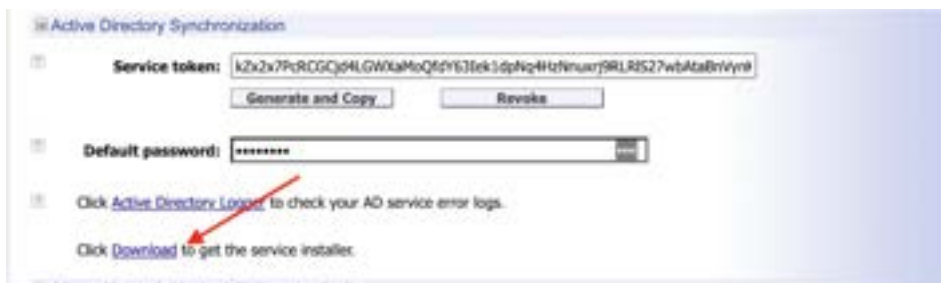 Active Directory Synchronization
Service token:
Generate and Copy Revoke
Default password: ••••••••
Click Active Directory Logger to check your AD service error logs.
Click Download to get the service installer.